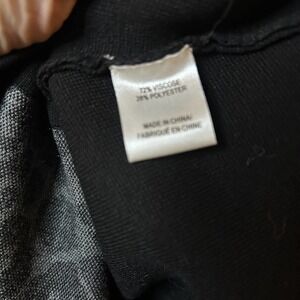 72% VISCOSE
28% POLYESTER
MADE IN CHINA/
FABRIQUÉ EN CHINE